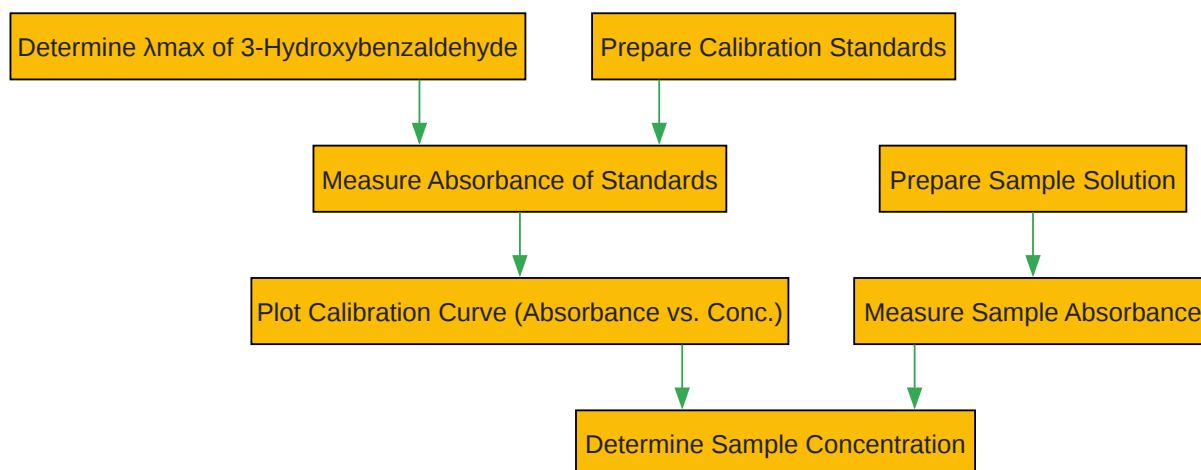 Determine λmax of 3-Hydroxybenzaldehyde
Prepare Calibration Standards
Measure Absorbance of Standards
Prepare Sample Solution
Plot Calibration Curve (Absorbance vs. Conc.)
Measure Sample Absorbance
Determine Sample Concentration